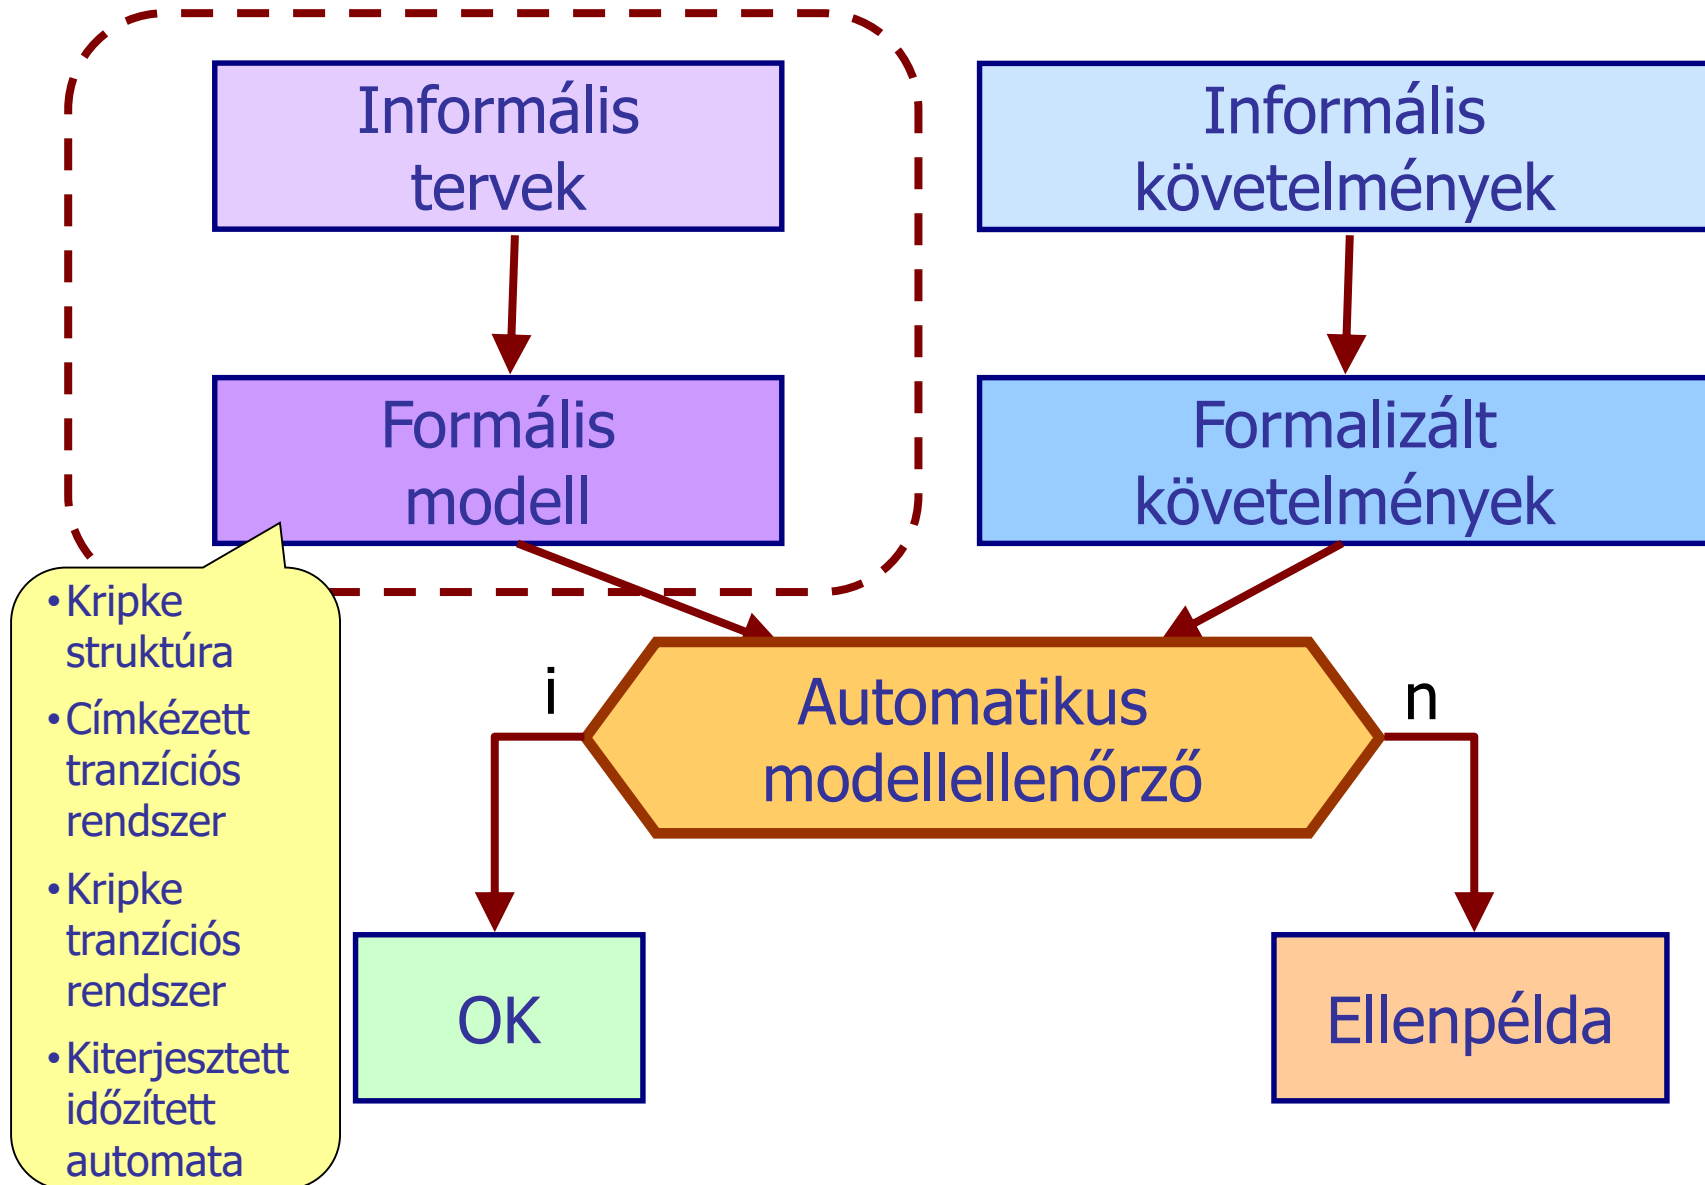 Informális
tervek
Informális
követelmények
Formális
modell
Formalizált
követelmények
•Kripke
struktúra
•Címkézett
tranzíciós
rendszer
•Kripke
tranzíciós
rendszer
•Kiterjesztett
időzített
automata
i
Automatikus
modellellenőrző
n
OK
Ellenpélda